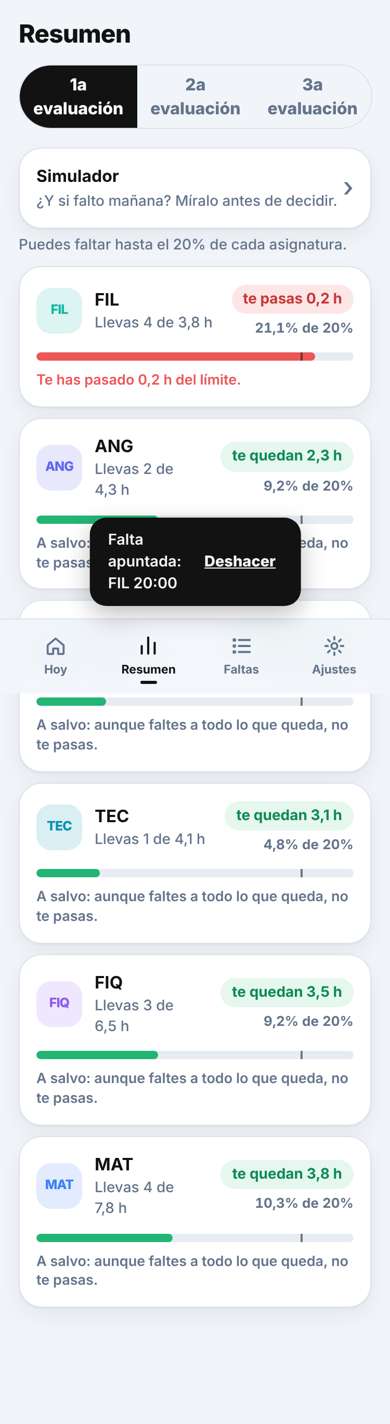 Resumen
1a evaluación
2a evaluación
3a evaluación
Simulador
¿Y si falto mañana? Míralo antes de decidir.
Puedes faltar hasta el 20% de cada asignatura.
FIL
FIL
Llevas 4 de 3,8 h
te pasas 0,2 h
21,1% de 20%
Te has pasado 0,2 h del límite.
ANG
ANG
Llevas 2 de
4,3 h
te quedan 2,3 h
9,2% de 20%
A salvo:
te pasas
eda, no
Falta
apuntada:
FIL 20:00
Deshacer
Hoy
Resumen
Faltas
Ajustes
A salvo: aunque faltes a todo lo que queda, no
te pasas.
TEC
TEC
Llevas 1 de 4,1 h
te quedan 3,1 h
4,8% de 20%
A salvo: aunque faltes a todo lo que queda, no
te pasas.
FIQ
FIQ
Llevas 3 de
6,5 h
te quedan 3,5 h
9,2% de 20%
A salvo: aunque faltes a todo lo que queda, no
te pasas.
MAT
MAT
Llevas 4 de
7,8 h
te quedan 3,8 h
10,3% de 20%
A salvo: aunque faltes a todo lo que queda, no
te pasas.